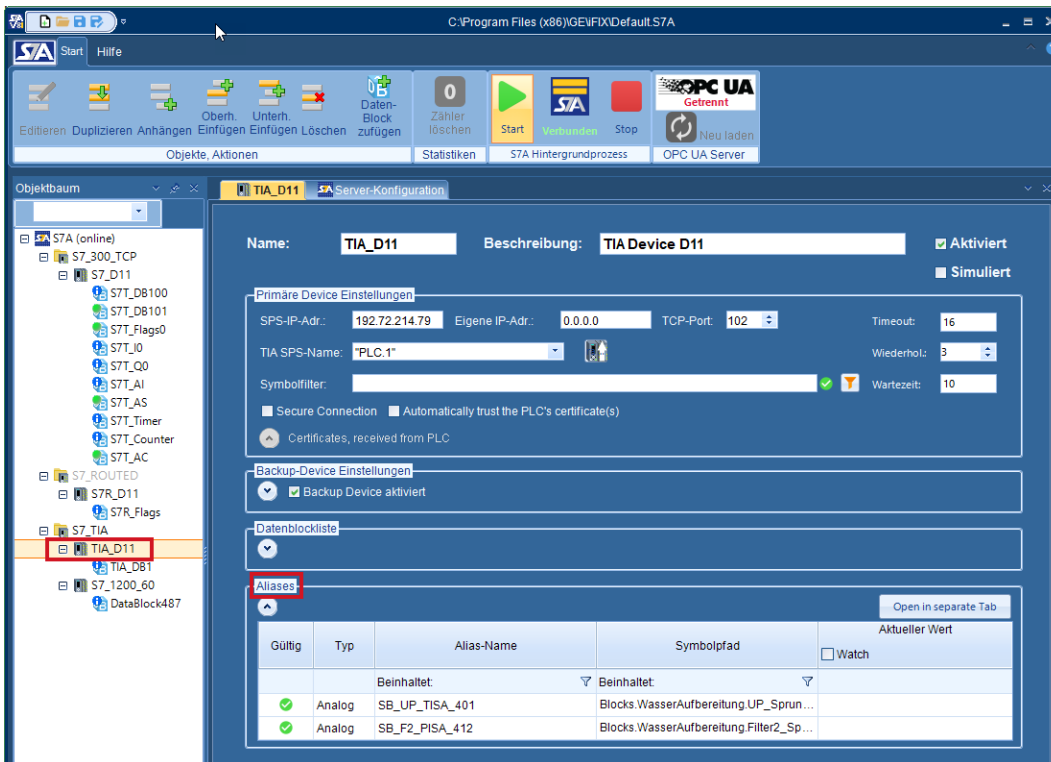 C:\Program Files (x86)\GE\iFIX\Default.S7A
S7A Start Hilfe
Editieren Duplizieren Anhängen Oberh. Einfügen Unterh. Einfügen Löschen Daten-Block zufügen
Zähler löschen
0
Start S7A Verbunden Stop
OPC UA
Getrennt
Neu laden
Objekte, Aktionen Statistiken S7A Hintergrundprozess OPC UA Server
Objektbaum
S7A (online)
S7_300_TCP
S7_D11
S7T_DB100
S7T_DB101
S7T_Flags0
S7T_I0
S7T_Q0
S7T_AI
S7T_AS
S7T_Timer
S7T_Counter
S7T_AC
S7_ROUTED
S7R_D11
S7R_Flags
S7_TIA
TIA_D11
TIA_DB1
S7_1200_60
DataBlock487
TIA_D11 Server-Konfiguration
Name: TIA_D11 Beschreibung: TIA Device D11 Aktiviert
Simuliert
Primäre Device Einstellungen
SPS-IP-Adr.: 192.72.214.79 Eigene IP-Adr.: 0.0.0.0 TCP-Port: 102 Timeout: 16
TIA SPS-Name: "PLC.1" Wiederhol.: 3
Symbolfilter: Wartezeit: 10
Secure Connection Automatically trust the PLC's certificate(s)
Certificates, received from PLC
Backup-Device Einstellungen
Backup Device aktiviert
Datenblockliste
Aliases
Open in separate Tab
Gültig Typ Alias-Name Symbolpfad Aktueller Wert
Watch
Beinhaltet: Beinhaltet:
Analog SB_UP_TISA_401 Blocks.WasserAufbereitung.UP_Sprun...
Analog SB_F2_PISA_412 Blocks.WasserAufbereitung.Filter2_Sp...